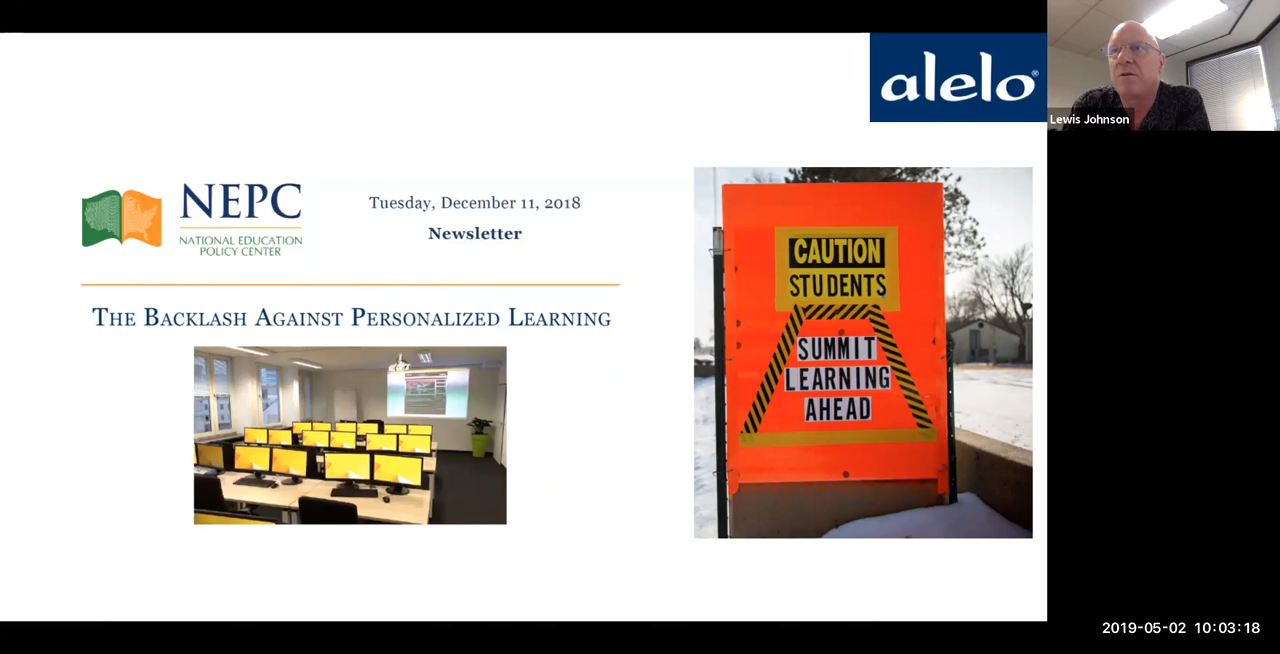 alelo®
Lewis Johnson
NEPC
NATIONAL EDUCATION
POLICY CENTER
Tuesday, December 11, 2018
Newsletter
THE BACKLASH AGAINST PERSONALIZED LEARNING
CAUTION
STUDENTS
SUMMIT
LEARNING
AHEAD
2019-05-02 10:03:18